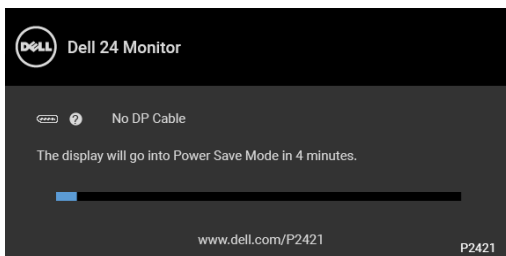 DELL Dell 24 Monitor
? No DP Cable
The display will go into Power Save Mode in 4 minutes.
www.dell.com/P2421
P2421